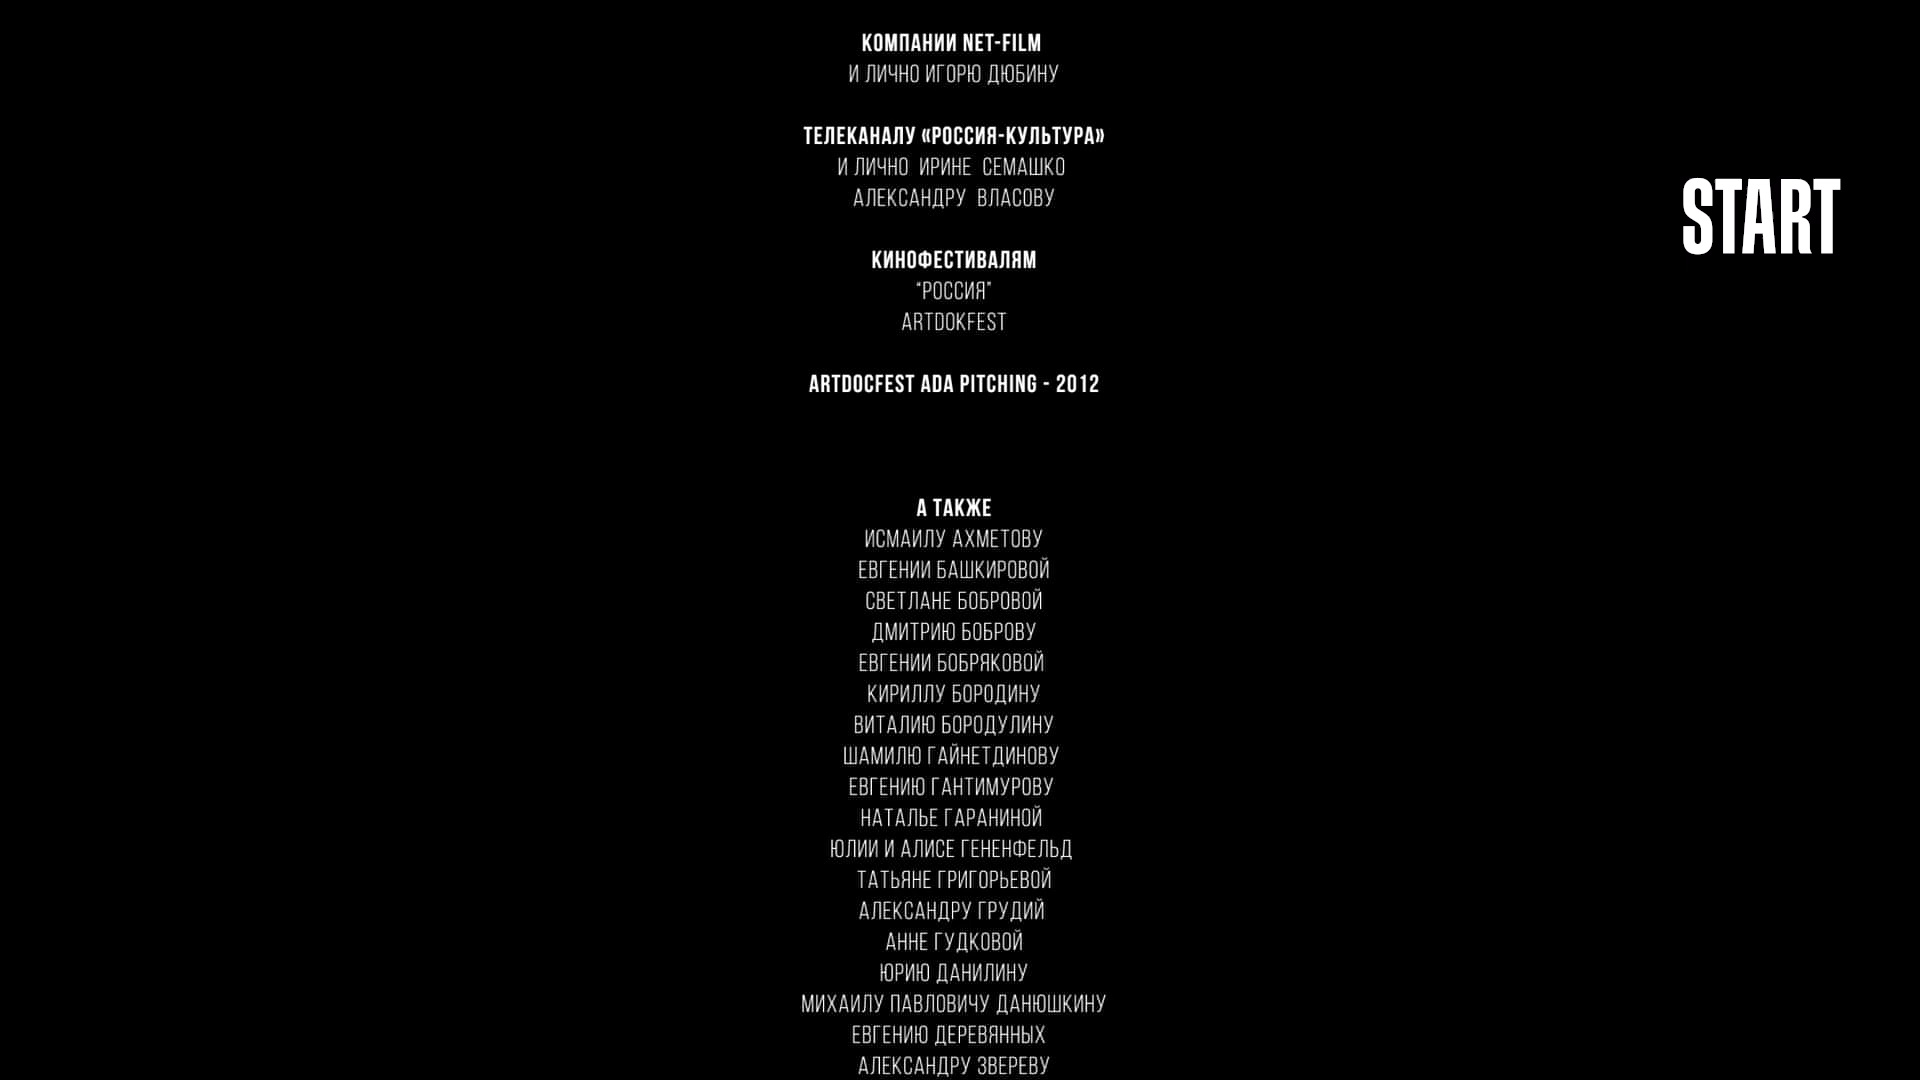 КОМПАНИИ NET-FILM
И ЛИЧНО ИГОРЮ ДЮБИНУ
ТЕЛЕКАНАЛУ «РОССИЯ-КУЛЬТУРА»
И ЛИЧНО ИРИНЕ СЕМАШКО
АЛЕКСАНДРУ ВЛАСОВУ
START
КИНОФЕСТИВАЛЯМ
“РОССИЯ”
ARTDOKFEST
ARTDOCFEST ADA PITCHING - 2012
А ТАКЖЕ
ИСМАИЛУ АХМЕТОВУ
ЕВГЕНИИ БАШКИРОВОЙ
СВЕТЛАНЕ БОБРОВОЙ
ДМИТРИЮ БОБРОВУ
ЕВГЕНИИ БОБРЯКОВОЙ
КИРИЛЛУ БОРОДИНУ
ВИТАЛИЮ БОРОДУЛИНУ
ШАМИЛЮ ГАЙНЕТДИНОВУ
ЕВГЕНИЮ ГАНТИМУРОВУ
НАТАЛЬЕ ГАРАНИНОЙ
ЮЛИИ И АЛИСЕ ГЕНЕНФЕЛЬД
ТАТЬЯНЕ ГРИГОРЬЕВОЙ
АЛЕКСАНДРУ ГРУДИЙ
АННЕ ГУДКОВОЙ
ЮРИЮ ДАНИЛИНУ
МИХАИЛУ ПАВЛОВИЧУ ДАНЮШКИНУ
ЕВГЕНИЮ ДЕРЕВЯННЫХ
АЛЕКСАНДРУ ЗВЕРЕВУ